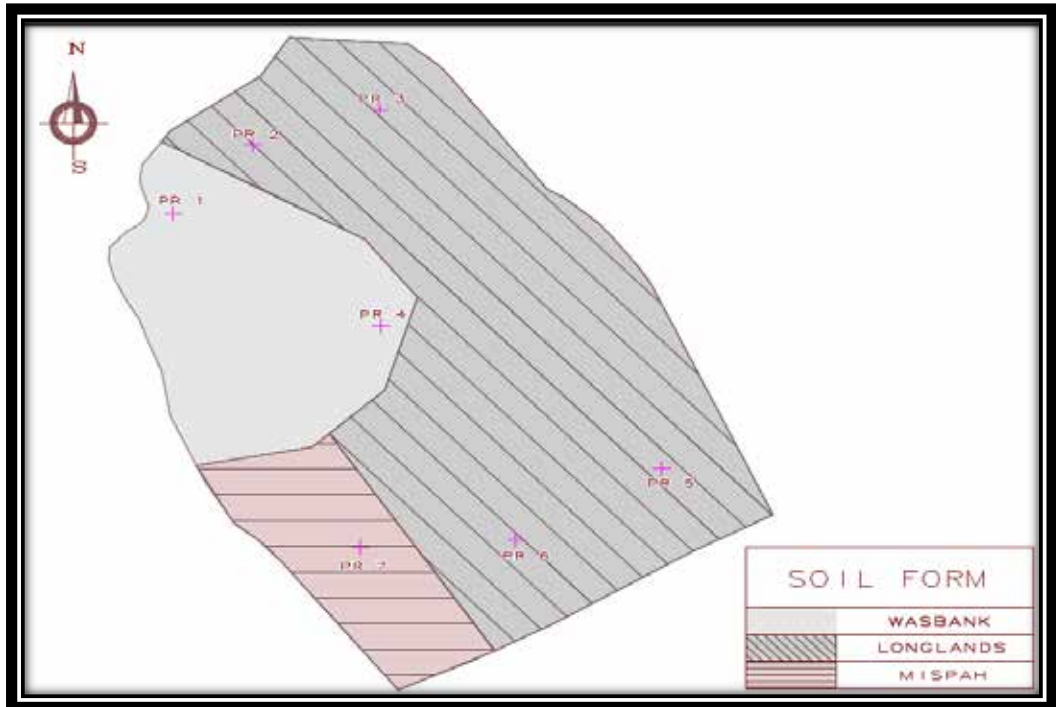 N
S
PR 3
PR 2
PR 1
PR 4
PR 5
PR 6
PR 7
SOIL FORM
WASBANK
LONGLANDS
MISPAH